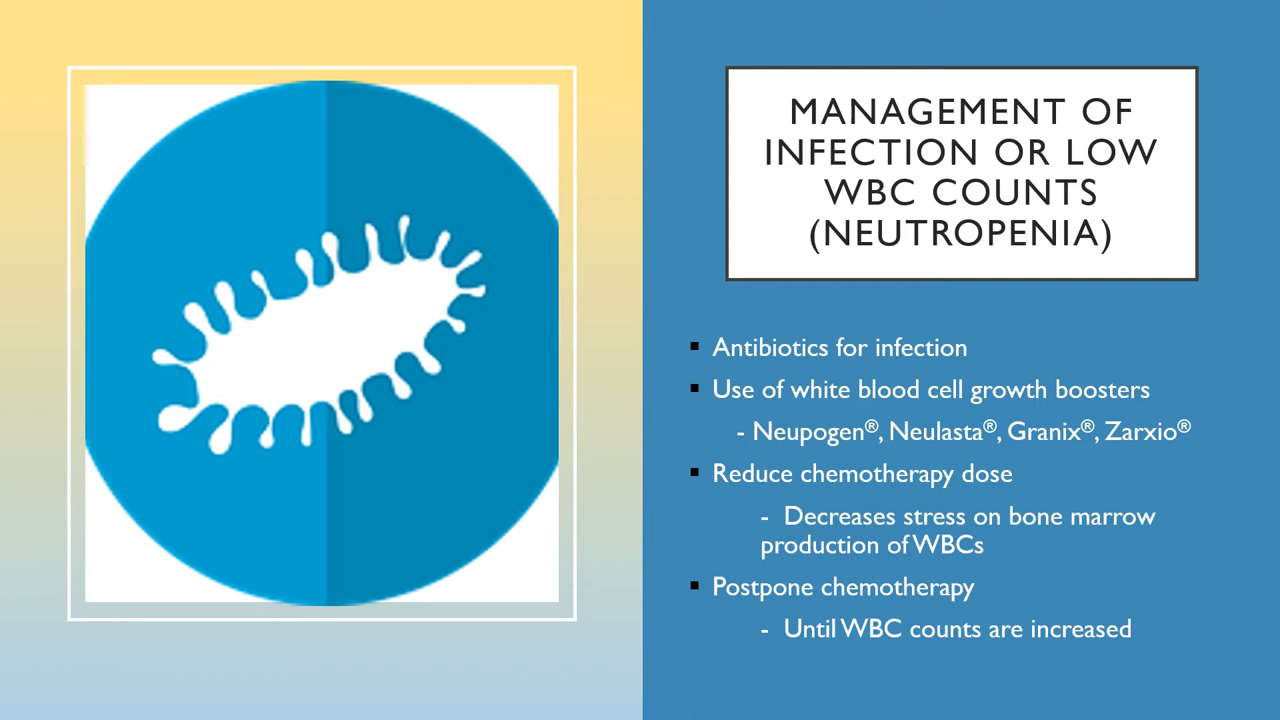 MANAGEMENT OF
INFECTION OR LOW
WBC COUNTS
(NEUTROPENIA)
▪ Antibiotics for infection
▪ Use of white blood cell growth boosters
- Neupogen®, Neulasta®, Granix®, Zarxio®
▪ Reduce chemotherapy dose
- Decreases stress on bone marrow
production of WBCs
▪ Postpone chemotherapy
- Until WBC counts are increased